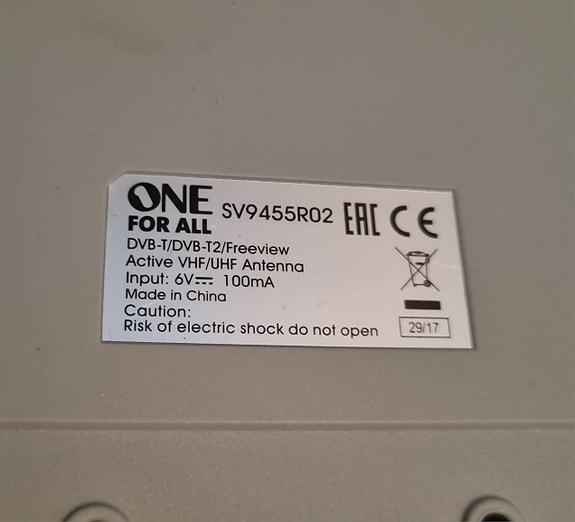 ONE
FOR ALL
SV9455R02
EAC CE
DVB-T/DVB-T2/Freeview
Active VHF/UHF Antenna
Input: 6V⎓ 100mA
Made in China
Caution:
Risk of electric shock do not open
29/17